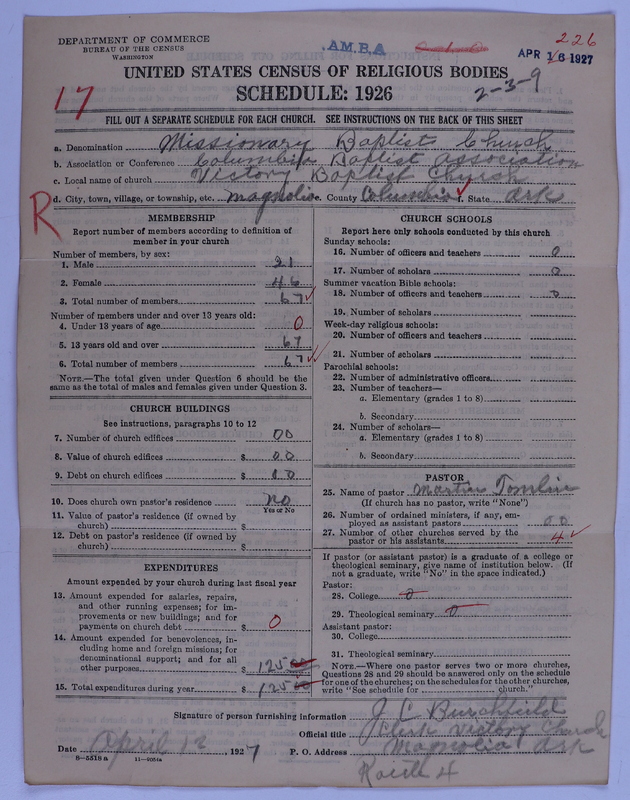 DEPARTMENT OF COMMERCE
BUREAU OF THE CENSUS
WASHINGTON
.AM.B.A
226
APR 16 1927
UNITED STATES CENSUS OF RELIGIOUS BODIES
SCHEDULE: 1926
2-3-9
17
FILL OUT A SEPARATE SCHEDULE FOR EACH CHURCH. SEE INSTRUCTIONS ON THE BACK OF THIS SHEET
a. Denomination Missionary Baptist Church
b. Association or Conference Columbia Baptist Association
c. Local name of church Victory Baptist Church
d. City, town, village, or township, etc. Magnolia e. County Columbia f. State Ark
R
MEMBERSHIP
Report number of members according to definition of
member in your church
Number of members, by sex:
1. Male 21
2. Female 46
3. Total number of members 67
Number of members under and over 13 years old:
4. Under 13 years of age 0
5. 13 years old and over 67
6. Total number of members 67
NOTE.—The total given under Question 6 should be the
same as the total of males and females given under Question 3.
CHURCH BUILDINGS
See instructions, paragraphs 10 to 12
7. Number of church edifices 00
8. Value of church edifices $ 0.0
9. Debt on church edifices $ 0.0
10. Does church own pastor's residence no
Yes or No
11. Value of pastor's residence (if owned by
church) $
12. Debt on pastor's residence (if owned by
church) $
EXPENDITURES
Amount expended by your church during last fiscal year
13. Amount expended for salaries, repairs,
and other running expenses; for im-
provements or new buildings; and for
payments on church debt $ 0
14. Amount expended for benevolences, in-
cluding home and foreign missions; for
denominational support; and for all
other purposes $ 125 00
15. Total expenditures during year $ 125 00
CHURCH SCHOOLS
Report here only schools conducted by this church
Sunday schools:
16. Number of officers and teachers 0
17. Number of scholars 0
Summer vacation Bible schools:
18. Number of officers and teachers 0
19. Number of scholars
Week-day religious schools:
20. Number of officers and teachers
21. Number of scholars
Parochial schools:
22. Number of administrative officers
23. Number of teachers—
a. Elementary (grades 1 to 8)
b. Secondary
24. Number of scholars—
a. Elementary (grades 1 to 8)
b. Secondary
PASTOR
25. Name of pastor Martin Tomlin
(If church has no pastor, write "None")
26. Number of ordained ministers, if any, em-
ployed as assistant pastors 00
27. Number of other churches served by the
pastor or his assistants 4
If pastor (or assistant pastor) is a graduate of a college or
theological seminary, give name of institution below. (If
not a graduate, write "No" in the space indicated.)
Pastor:
28. College 0
29. Theological seminary 0
Assistant pastor:
30. College
31. Theological seminary
NOTE.—Where one pastor serves two or more churches,
Questions 28 and 29 should be answered only on the schedule
for one of the churches; on the schedules for the other churches,
write "See schedule for church."
Signature of person furnishing information J. L. Burchfield
Official title Clerk Victory Church
Date April 12, 1927 P. O. Address Magnolia Ark
8—5518 a 11—9084a
Route 4